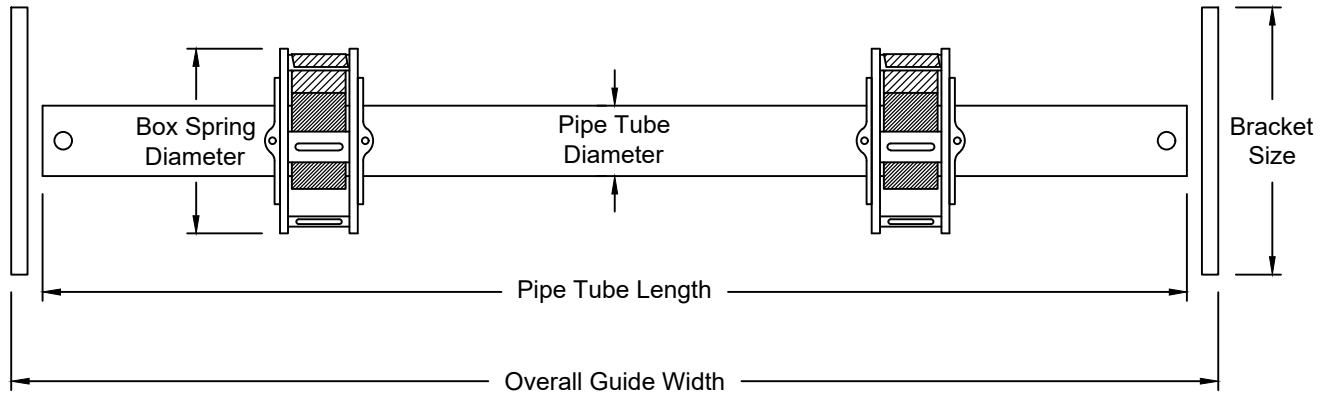 Box Spring
Diameter
Pipe Tube
Diameter
Bracket
Size
Pipe Tube Length
Overall Guide Width